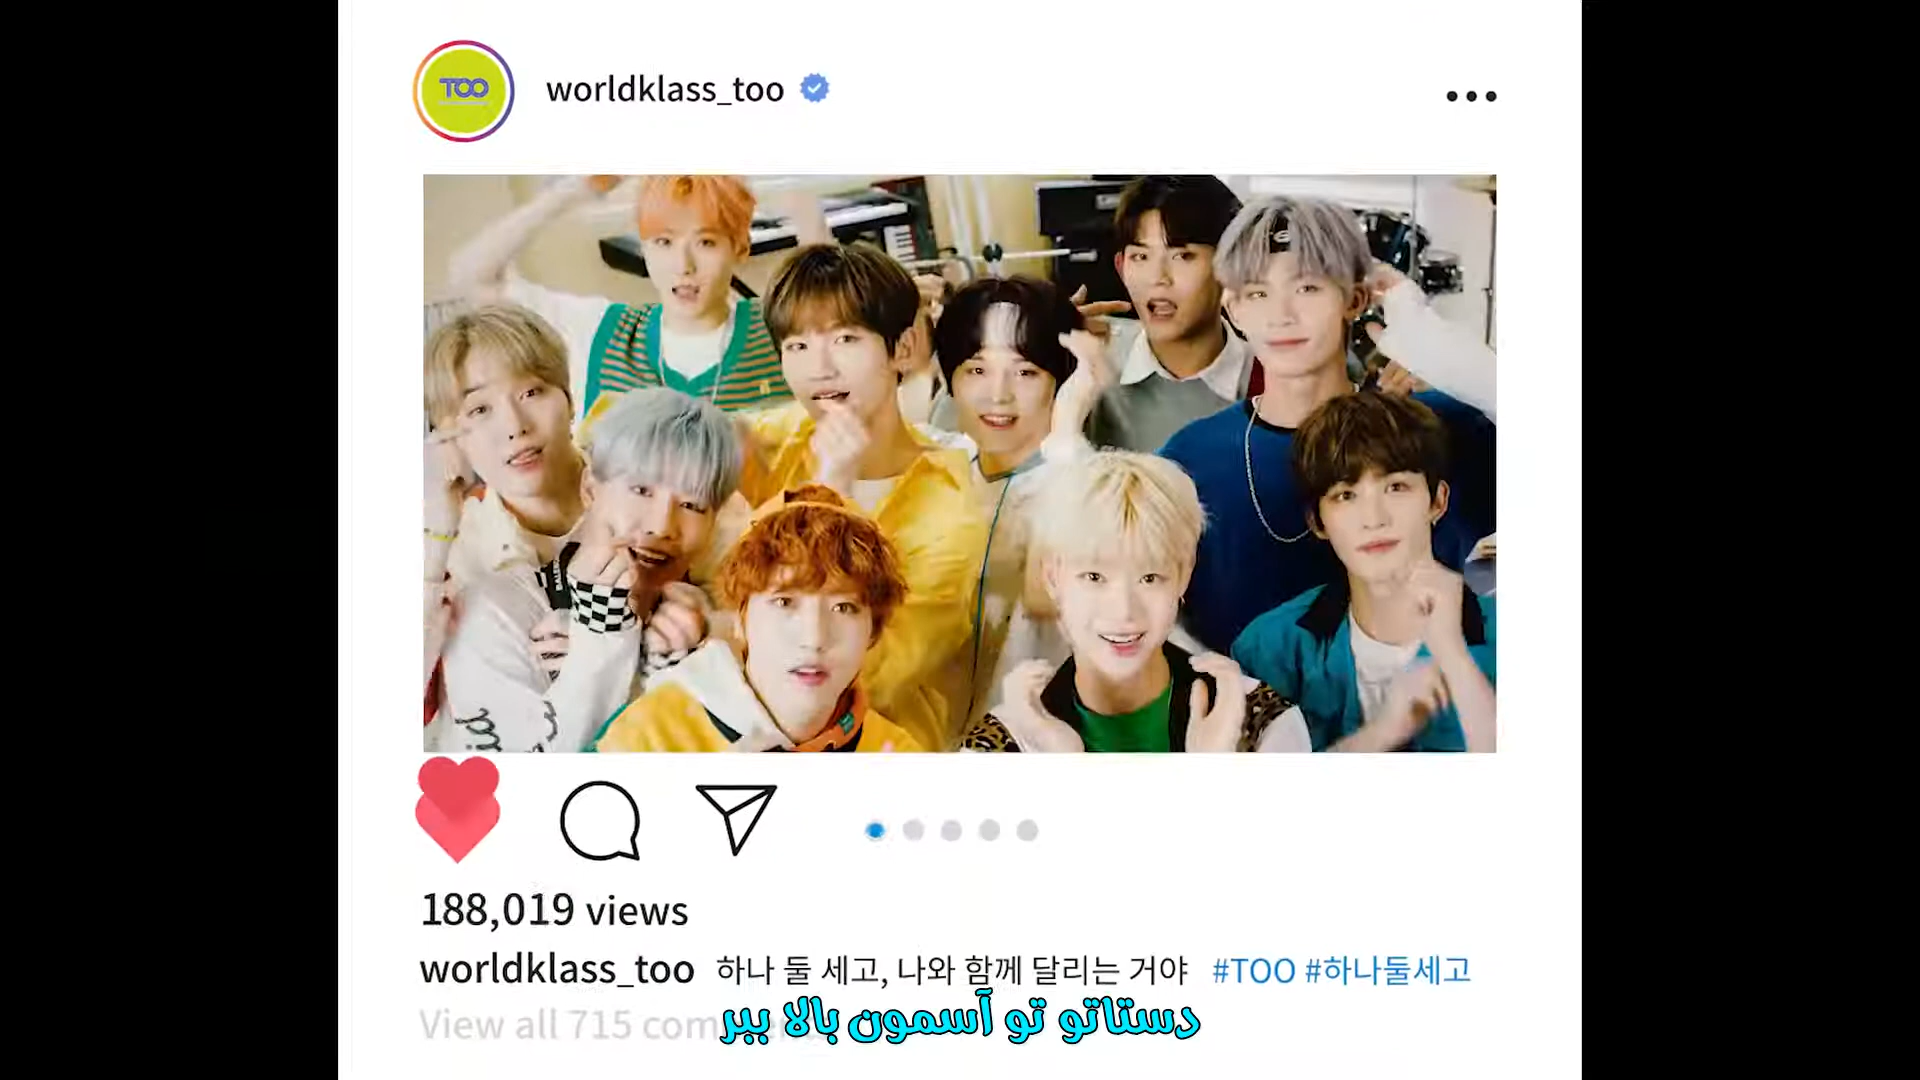 TOO
worldklass_too
188,019 views
worldklass_too 하나 둘 세고, 나와 함께 달리는 거야 #TOO #하나둘세고
View all 715 com
دستاتو تو آسمون بالا ببر